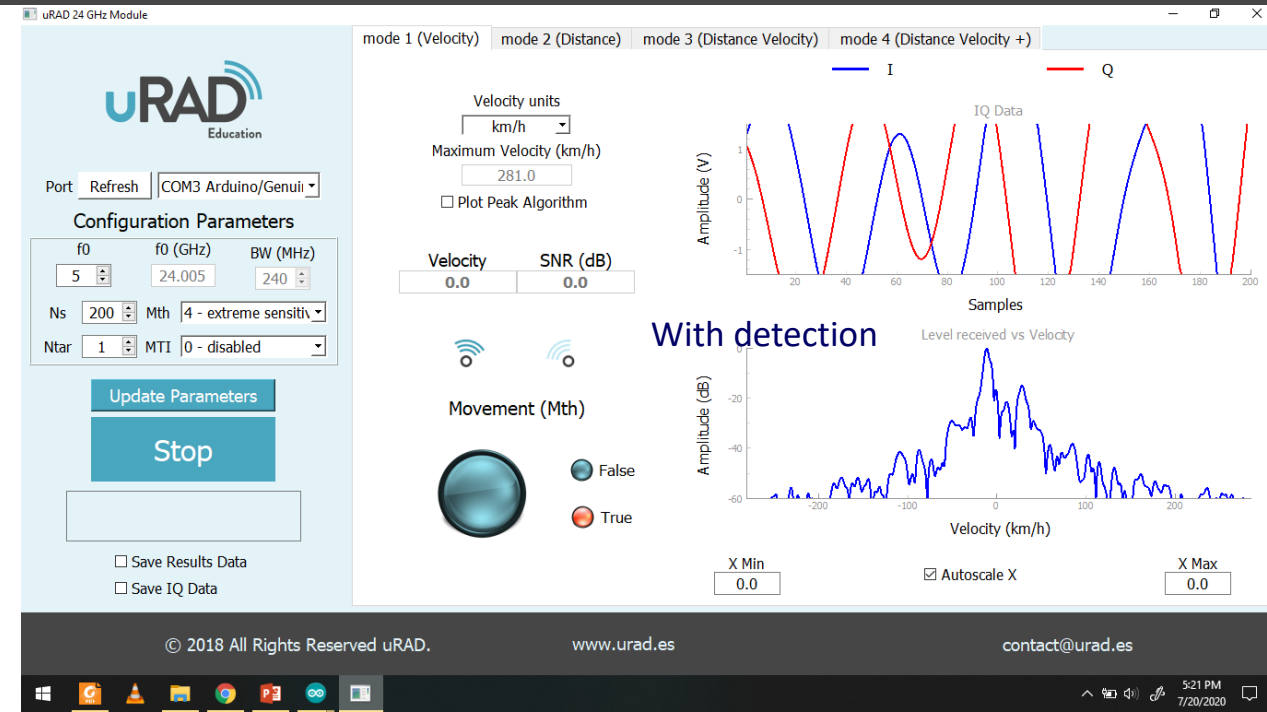 uRAD 24 GHz Module
mode 1 (Velocity) mode 2 (Distance) mode 3 (Distance Velocity) mode 4 (Distance Velocity +)
uRAD
Education
Port Refresh COM3 Arduino/Genui
Configuration Parameters
f0 f0 (GHz) BW (MHz)
5 24.005 240
Ns 200 Mth 4 - extreme sensitiv
Ntar 1 MTI 0 - disabled
Update Parameters
Stop
Save Results Data
Save IQ Data
Velocity units
km/h
Maximum Velocity (km/h)
281.0
Plot Peak Algorithm
Velocity SNR (dB)
0.0 0.0
Movement (Mth)
False
True
I Q
IQ Data
Amplitude (V)
1
0
-1
20 40 60 80 100 120 140 160 180 200
Samples
With detection
Level received vs Velocity
Amplitude (dB)
0
-20
-40
-60
-200 -100 0 100 200
Velocity (km/h)
X Min Autoscale X X Max
0.0 0.0
© 2018 All Rights Reserved uRAD. www.urad.es contact@urad.es
5:21 PM
7/20/2020